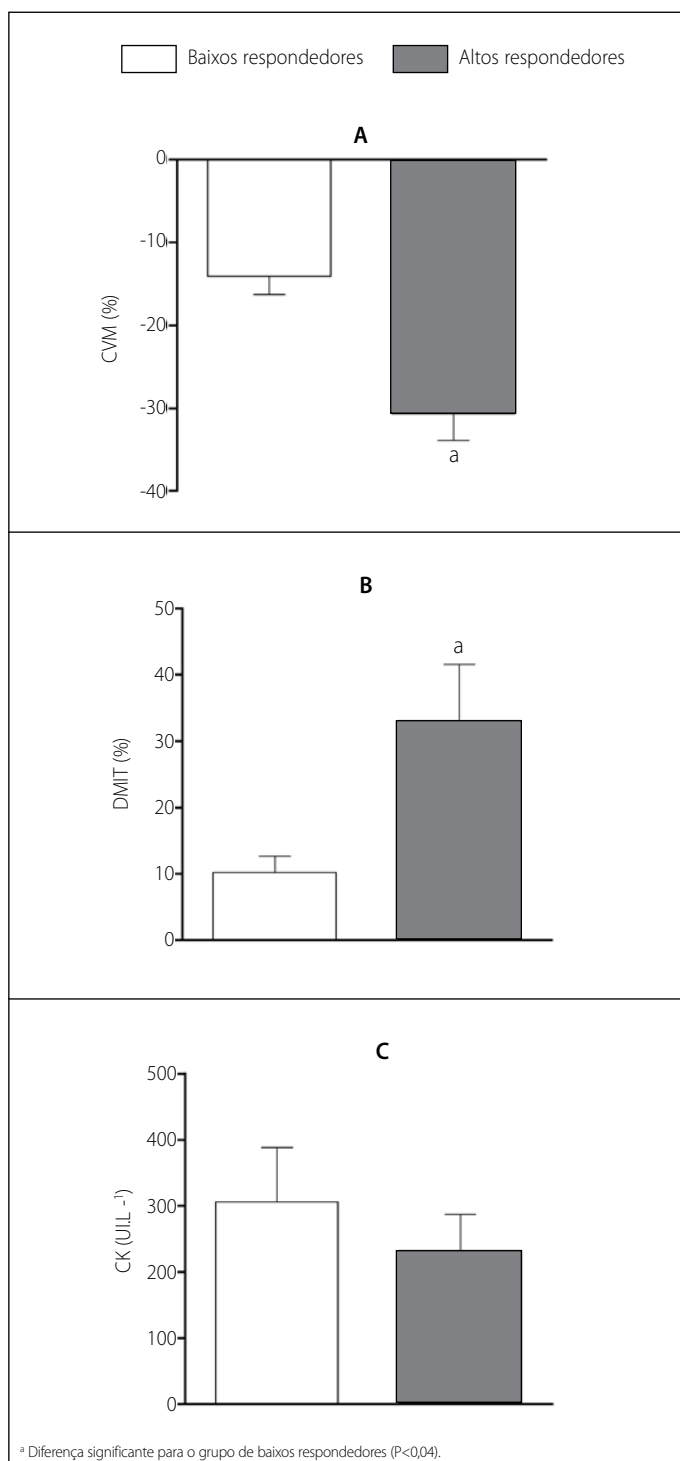 Baixos respondedores Altos respondedores
A
0
-10
-20
-30
-40
CVM (%)
a
B
50
40
30
20
10
0
DMIT (%)
a
C
500
400
300
200
100
0
CK (UI.L -¹)
ᵃ Diferença significante para o grupo de baixos respondedores (P<0,04).